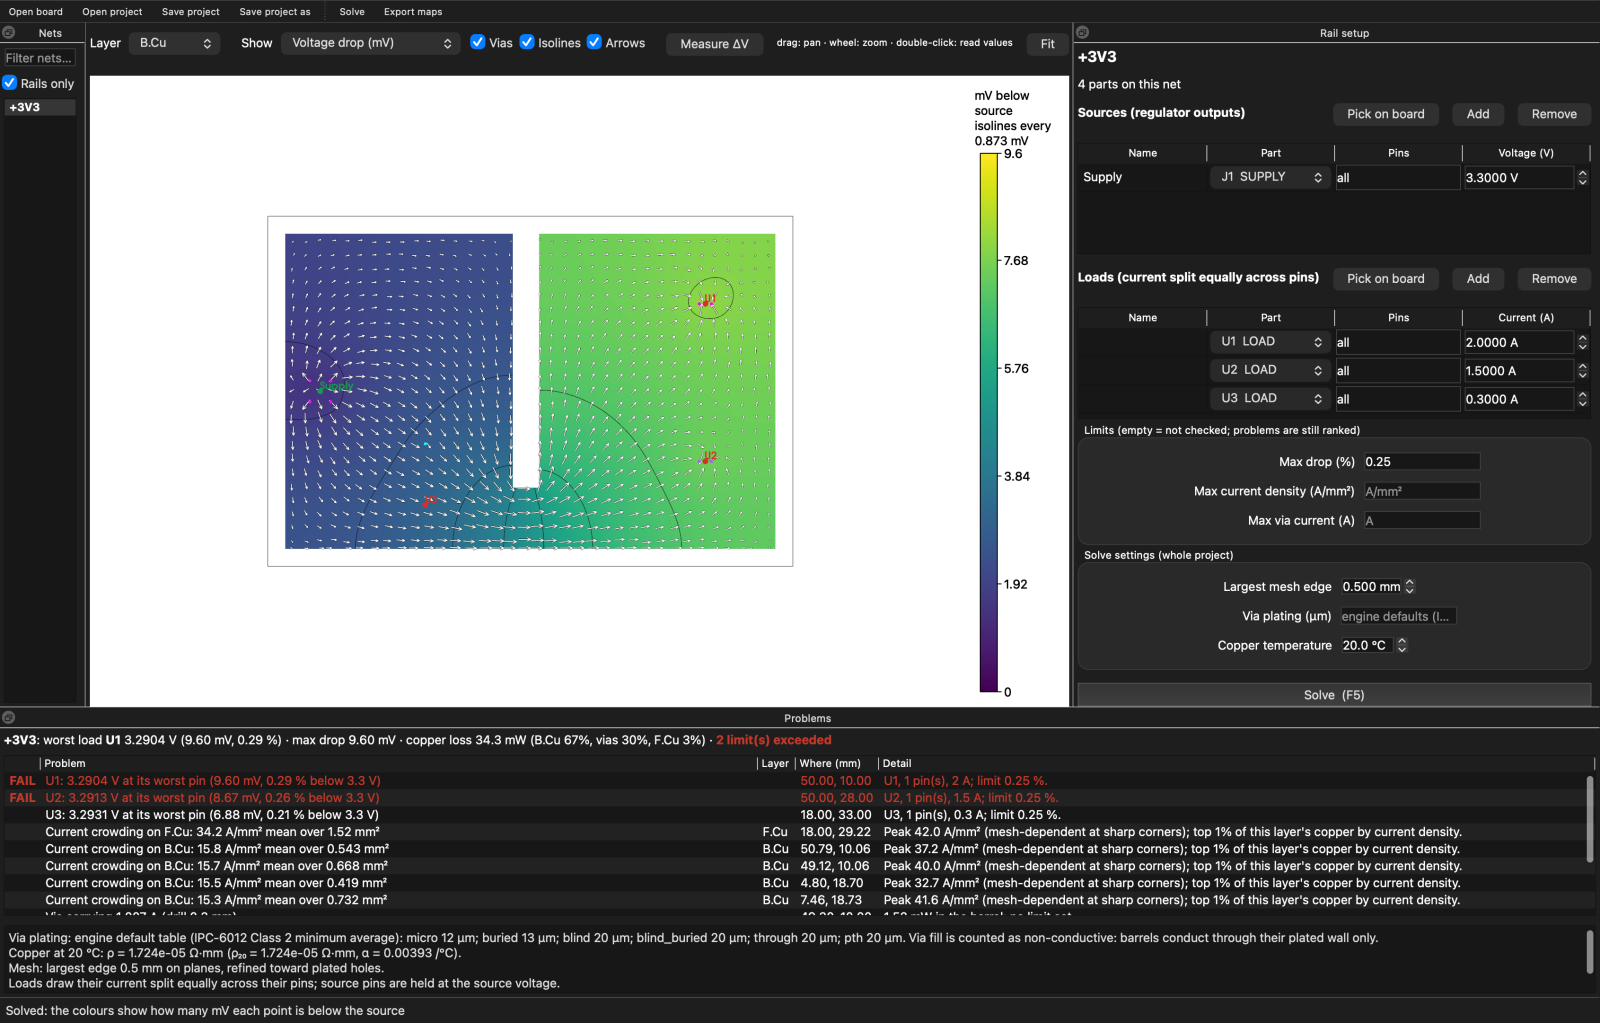 Open board Open project Save project Save project as Solve Export maps
Nets
Filter nets...
Rails only
+3V3
Layer B.Cu Show Voltage drop (mV) Vias Isolines Arrows Measure ΔV drag: pan · wheel: zoom · double-click: read values Fit
mV below
source
isolines every
0.873 mV
9.6
7.68
5.76
3.84
1.92
0
Supply
U1
U2
Rail setup
+3V3
4 parts on this net
Sources (regulator outputs) Pick on board Add Remove
Name Part Pins Voltage (V)
Supply J1 SUPPLY all 3.3000 V
Loads (current split equally across pins) Pick on board Add Remove
Name Part Pins Current (A)
U1 LOAD all 2.0000 A
U2 LOAD all 1.5000 A
U3 LOAD all 0.3000 A
Limits (empty = not checked; problems are still ranked)
Max drop (%) 0.25
Max current density (A/mm²) A/mm²
Max via current (A) A
Solve settings (whole project)
Largest mesh edge 0.500 mm
Via plating (μm) engine defaults (I...
Copper temperature 20.0 °C
Solve (F5)
Problems
+3V3: worst load U1 3.2904 V (9.60 mV, 0.29 %) · max drop 9.60 mV · copper loss 34.3 mW (B.Cu 67%, vias 30%, F.Cu 3%) · 2 limit(s) exceeded
Problem Layer Where (mm) Detail
FAIL U1: 3.2904 V at its worst pin (9.60 mV, 0.29 % below 3.3 V) 50.00, 10.00 U1, 1 pin(s), 2 A; limit 0.25 %.
FAIL U2: 3.2913 V at its worst pin (8.67 mV, 0.26 % below 3.3 V) 50.00, 28.00 U2, 1 pin(s), 1.5 A; limit 0.25 %.
U3: 3.2931 V at its worst pin (6.88 mV, 0.21 % below 3.3 V) 18.00, 33.00 U3, 1 pin(s), 0.3 A; limit 0.25 %.
Current crowding on F.Cu: 34.2 A/mm² mean over 1.52 mm² F.Cu 18.00, 29.22 Peak 42.0 A/mm² (mesh-dependent at sharp corners); top 1% of this layer's copper by current density.
Current crowding on B.Cu: 15.8 A/mm² mean over 0.543 mm² B.Cu 50.79, 10.06 Peak 37.2 A/mm² (mesh-dependent at sharp corners); top 1% of this layer's copper by current density.
Current crowding on B.Cu: 15.7 A/mm² mean over 0.668 mm² B.Cu 49.12, 10.06 Peak 40.0 A/mm² (mesh-dependent at sharp corners); top 1% of this layer's copper by current density.
Current crowding on B.Cu: 15.5 A/mm² mean over 0.419 mm² B.Cu 4.80, 18.70 Peak 32.7 A/mm² (mesh-dependent at sharp corners); top 1% of this layer's copper by current density.
Current crowding on B.Cu: 15.3 A/mm² mean over 0.732 mm² B.Cu 7.46, 18.73 Peak 41.6 A/mm² (mesh-dependent at sharp corners); top 1% of this layer's copper by current density.
Via plating: engine default table (IPC-6012 Class 2 minimum average): micro 12 μm; buried 13 μm; blind 20 μm; blind_buried 20 μm; through 20 μm; pth 20 μm. Via fill is counted as non-conductive: barrels conduct through their plated wall only.
Copper at 20 °C: ρ = 1.724e-05 Ω·mm (ρ₂₀ = 1.724e-05 Ω·mm, α = 0.00393 /°C).
Mesh: largest edge 0.5 mm on planes, refined toward plated holes.
Loads draw their current split equally across their pins; source pins are held at the source voltage.
Solved: the colours show how many mV each point is below the source